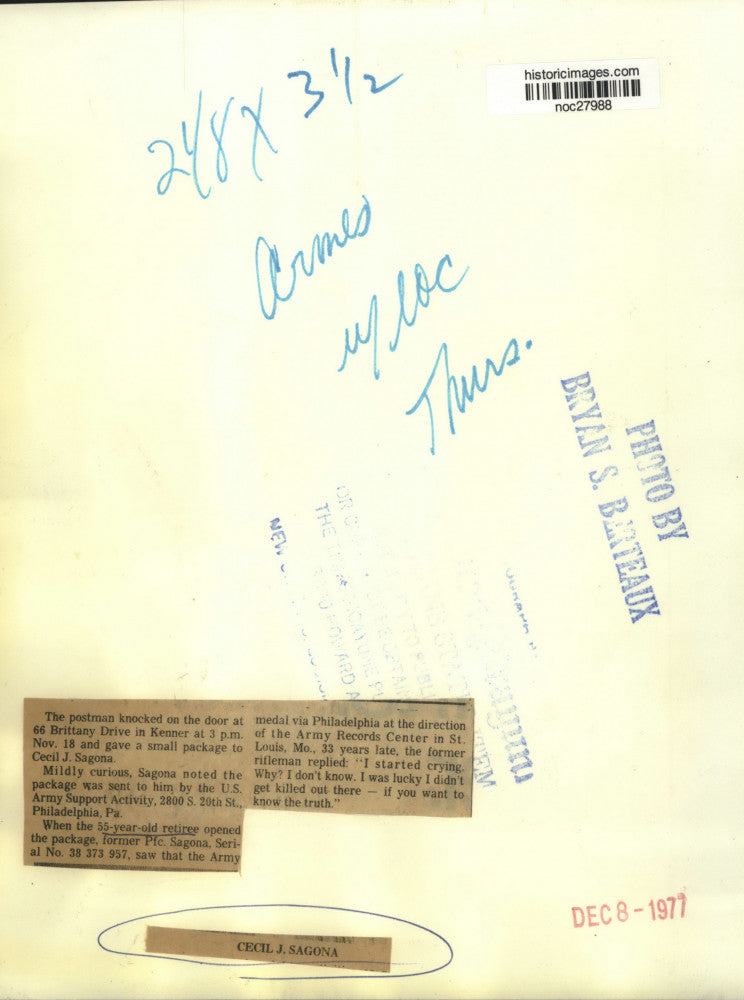 historicimages.com
noc27988
248 X 3 1/2
Armed
w/ loc
Thurs.
PHOTO BY
BRYAN S. BERTEAUX
The postman knocked on the door at
66 Brittany Drive in Kenner at 3 p.m.
Nov. 18 and gave a small package to
Cecil J. Sagona.
Mildly curious, Sagona noted the
package was sent to him by the U.S.
Army Support Activity, 2800 S. 20th St.,
Philadelphia, Pa.
When the 55-year-old retiree opened
the package, former Pfc. Sagona, Seri-
al No. 38 373 957, saw that the Army
medal via Philadelphia at the direction
of the Army Records Center in St.
Louis, Mo., 33 years late, the former
rifleman replied: "I started crying.
Why? I don't know. I was lucky I didn't
get killed out there — if you want to
know the truth."
DEC 8 - 1977
CECIL J. SAGONA